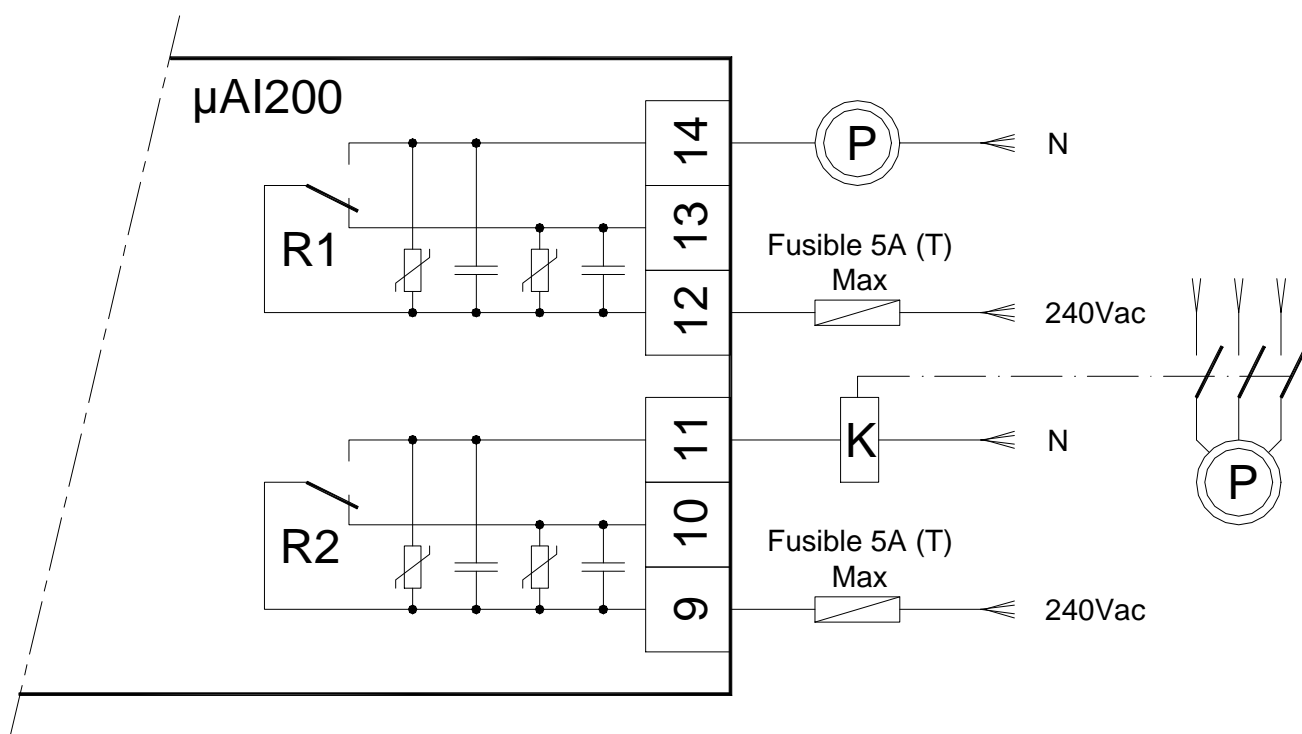 µAI200
14
P
N
13
R1
Fusible 5A (T)
Max
12
240Vac
11
K
N
P
10
R2
Fusible 5A (T)
Max
9
240Vac